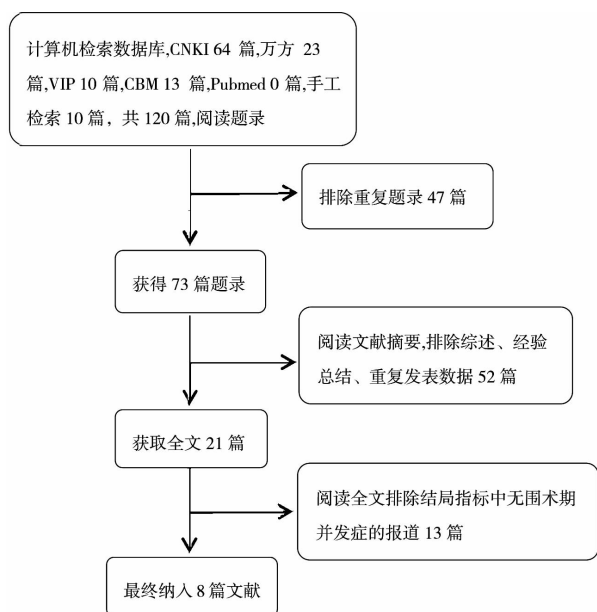 计算机检索数据库,CNKI 64 篇,万方 23
篇,VIP 10 篇,CBM 13 篇,Pubmed 0 篇,手工
检索 10 篇，共 120 篇,阅读题录
排除重复题录 47 篇
获得 73 篇题录
阅读文献摘要,排除综述、经验
总结、重复发表数据 52 篇
获取全文 21 篇
阅读全文排除结局指标中无围术期
并发症的报道 13 篇
最终纳入 8 篇文献